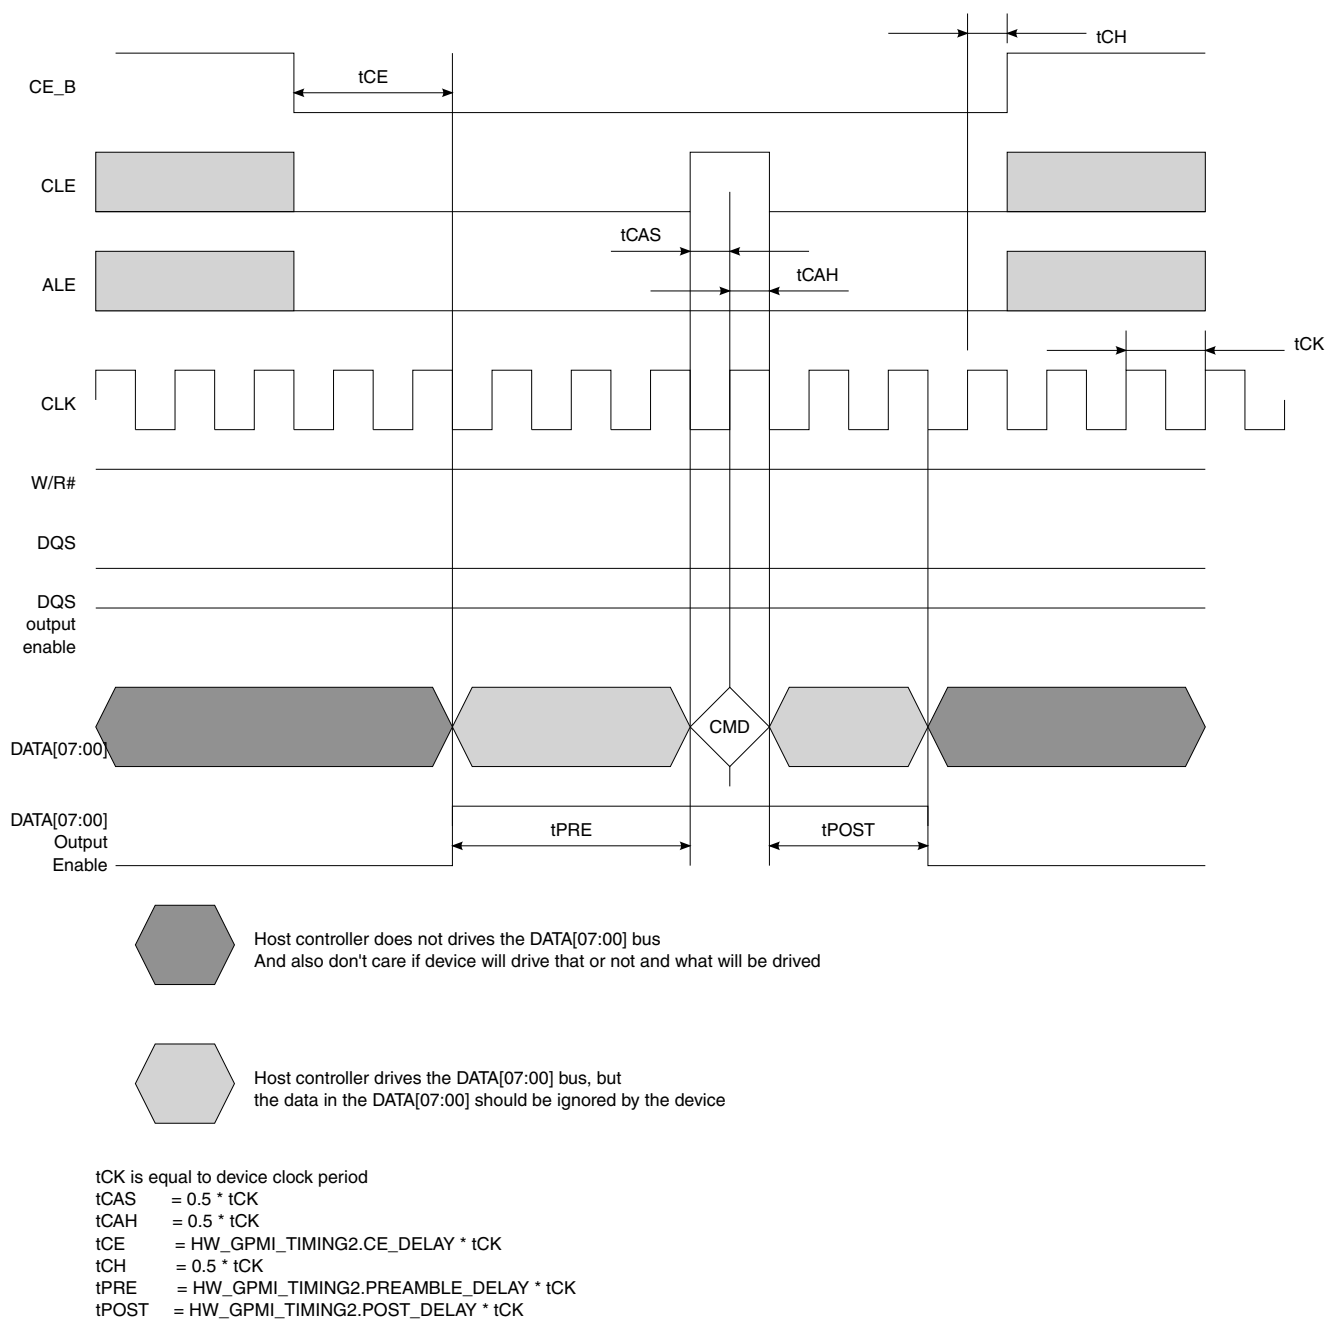 tCH
CE_B
tCE
CLE
tCAS
tCAH
ALE
tCK
CLK
W/R#
DQS
DQS
output
enable
CMD
DATA[07:00]
DATA[07:00]
Output
Enable
tPRE
tPOST
Host controller does not drives the DATA[07:00] bus
And also don't care if device will drive that or not and what will be drived
Host controller drives the DATA[07:00] bus, but
the data in the DATA[07:00] should be ignored by the device
tCK is equal to device clock period
tCAS = 0.5 * tCK
tCAH = 0.5 * tCK
tCE = HW_GPMI_TIMING2.CE_DELAY * tCK
tCH = 0.5 * tCK
tPRE = HW_GPMI_TIMING2.PREAMBLE_DELAY * tCK
tPOST = HW_GPMI_TIMING2.POST_DELAY * tCK